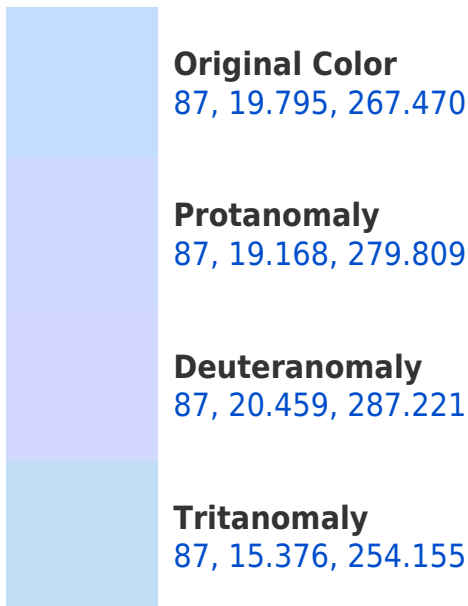 Original Color
87, 19.795, 267.470
Protanomaly
87, 19.168, 279.809
Deuteranomaly
87, 20.459, 287.221
Tritanomaly
87, 15.376, 254.155